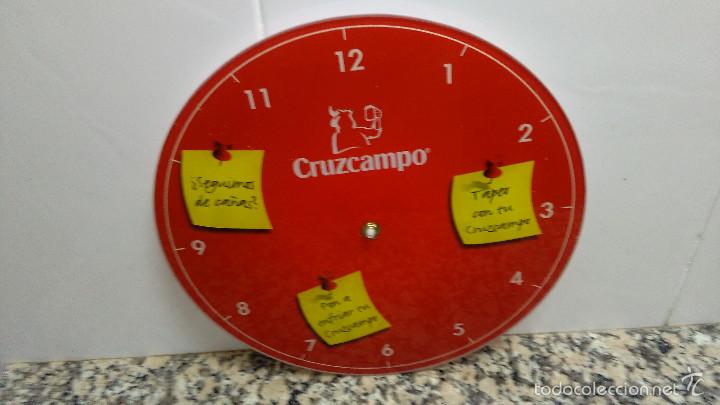 12
1
2
3
4
5
6
7
8
9
11
Cruzcampo®
¿Seguimos
de cañas?
Tapeo
con tu
Cruzcampo
Pon a
enfriar tu
Cruzcampo
todocoleccion.net